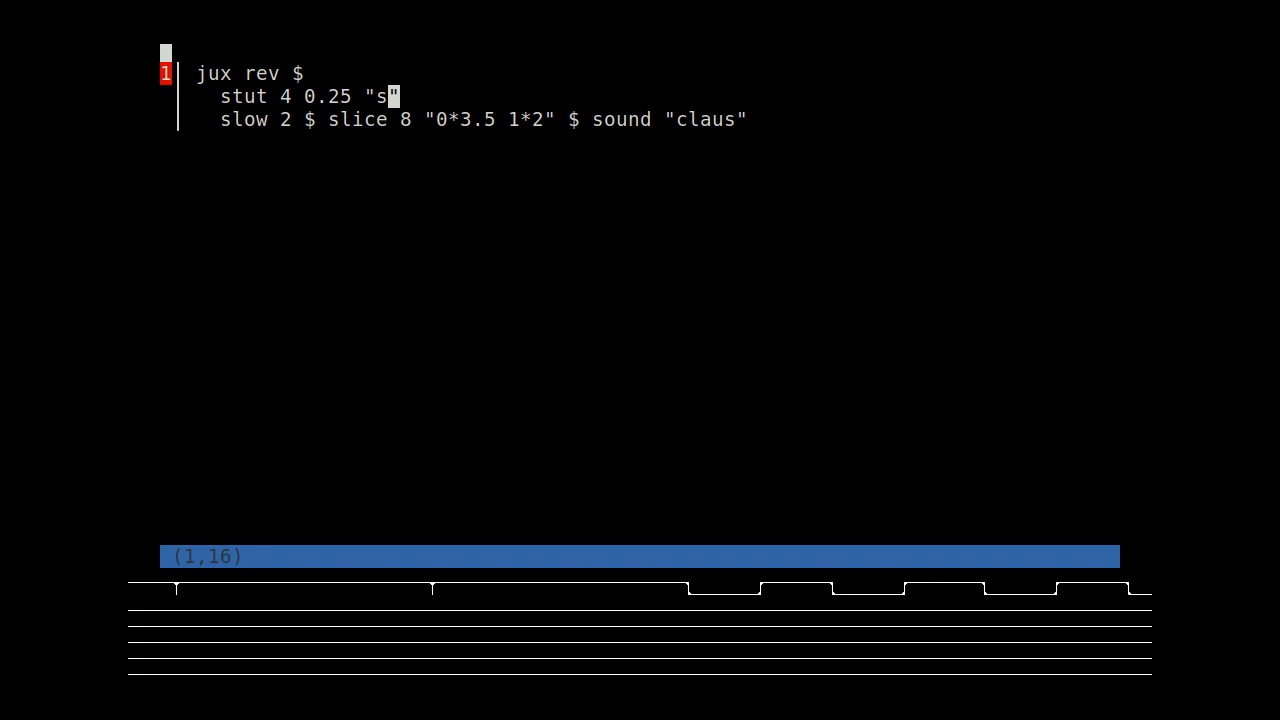 1 jux rev $
stut 4 0.25 "s"
slow 2 $ slice 8 "0*3.5 1*2" $ sound "claus"
(1,16)